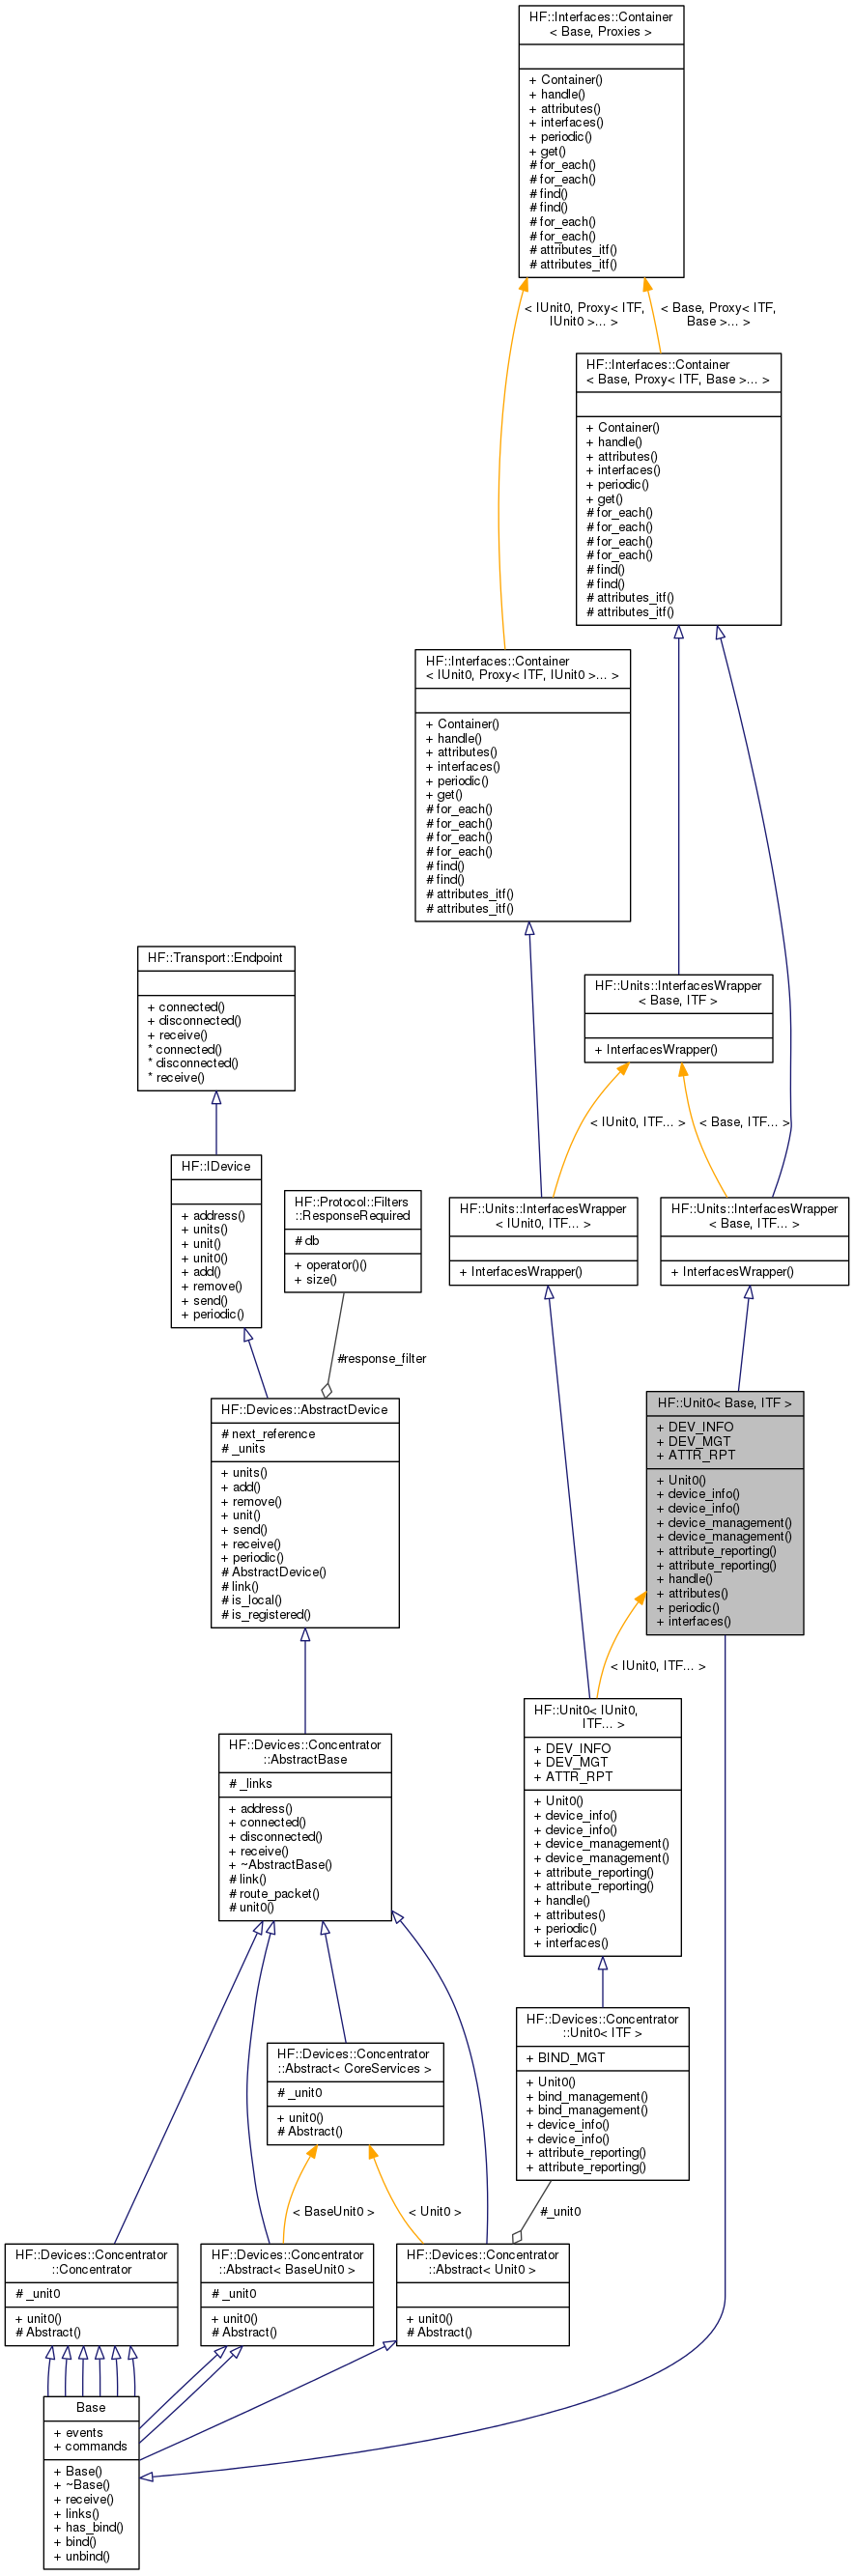 HF::Interfaces::Container
< Base, Proxies >
+ Container()
+ handle()
+ attributes()
+ interfaces()
+ periodic()
+ get()
# for_each()
# for_each()
# find()
# find()
# for_each()
# for_each()
# attributes_itf()
# attributes_itf()
< IUnit0, Proxy< ITF,
IUnit0 >... >
< Base, Proxy< ITF,
Base >... >
HF::Interfaces::Container
< Base, Proxy< ITF, Base >... >
+ Container()
+ handle()
+ attributes()
+ interfaces()
+ periodic()
+ get()
# for_each()
# for_each()
# for_each()
# for_each()
# find()
# find()
# attributes_itf()
# attributes_itf()
HF::Interfaces::Container
< IUnit0, Proxy< ITF, IUnit0 >... >
+ Container()
+ handle()
+ attributes()
+ interfaces()
+ periodic()
+ get()
# for_each()
# for_each()
# for_each()
# for_each()
# find()
# find()
# attributes_itf()
# attributes_itf()
HF::Transport::Endpoint
+ connected()
+ disconnected()
+ receive()
* connected()
* disconnected()
* receive()
HF::Units::InterfacesWrapper
< Base, ITF >
+ InterfacesWrapper()
< IUnit0, ITF... >
< Base, ITF... >
HF::IDevice
+ address()
+ units()
+ unit()
+ unit0()
+ add()
+ remove()
+ send()
+ periodic()
HF::Protocol::Filters
::ResponseRequired
# db
+ operator()()
+ size()
HF::Units::InterfacesWrapper
< IUnit0, ITF... >
+ InterfacesWrapper()
HF::Units::InterfacesWrapper
< Base, ITF... >
+ InterfacesWrapper()
#response_filter
HF::Devices::AbstractDevice
# next_reference
# _units
+ units()
+ add()
+ remove()
+ unit()
+ send()
+ receive()
+ periodic()
# AbstractDevice()
# link()
# is_local()
# is_registered()
HF::Unit0< Base, ITF >
+ DEV_INFO
+ DEV_MGT
+ ATTR_RPT
+ Unit0()
+ device_info()
+ device_info()
+ device_management()
+ device_management()
+ attribute_reporting()
+ attribute_reporting()
+ handle()
+ attributes()
+ periodic()
+ interfaces()
< IUnit0, ITF... >
HF::Unit0< IUnit0,
ITF... >
+ DEV_INFO
+ DEV_MGT
+ ATTR_RPT
+ Unit0()
+ device_info()
+ device_info()
+ device_management()
+ device_management()
+ attribute_reporting()
+ attribute_reporting()
+ handle()
+ attributes()
+ periodic()
+ interfaces()
HF::Devices::Concentrator
::AbstractBase
# _links
+ address()
+ connected()
+ disconnected()
+ receive()
+ ~AbstractBase()
# link()
# route_packet()
# unit0()
HF::Devices::Concentrator
::Unit0< ITF >
+ BIND_MGT
+ Unit0()
+ bind_management()
+ bind_management()
+ device_info()
+ device_info()
+ attribute_reporting()
+ attribute_reporting()
HF::Devices::Concentrator
::Abstract< CoreServices >
# _unit0
+ unit0()
# Abstract()
< BaseUnit0 >
< Unit0 >
#_unit0
HF::Devices::Concentrator
::Concentrator
# _unit0
+ unit0()
# Abstract()
HF::Devices::Concentrator
::Abstract< BaseUnit0 >
# _unit0
+ unit0()
# Abstract()
HF::Devices::Concentrator
::Abstract< Unit0 >
+ unit0()
# Abstract()
Base
+ events
+ commands
+ Base()
+ ~Base()
+ receive()
+ links()
+ has_bind()
+ bind()
+ unbind()